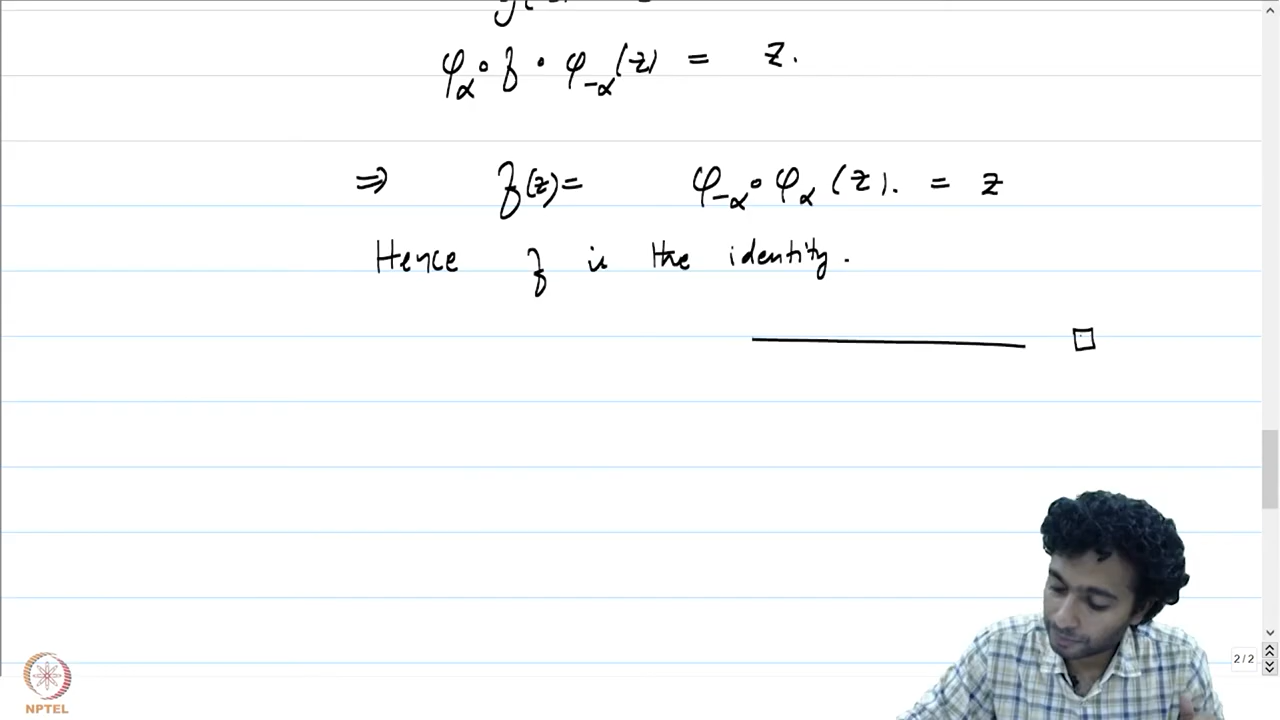 φ_α ∘ f ∘ φ_{-α}(z) = z.
⇒ f(z) = φ_{-α} ∘ φ_α (z). = z
Hence f is the identity.
□
2 / 2
NPTEL